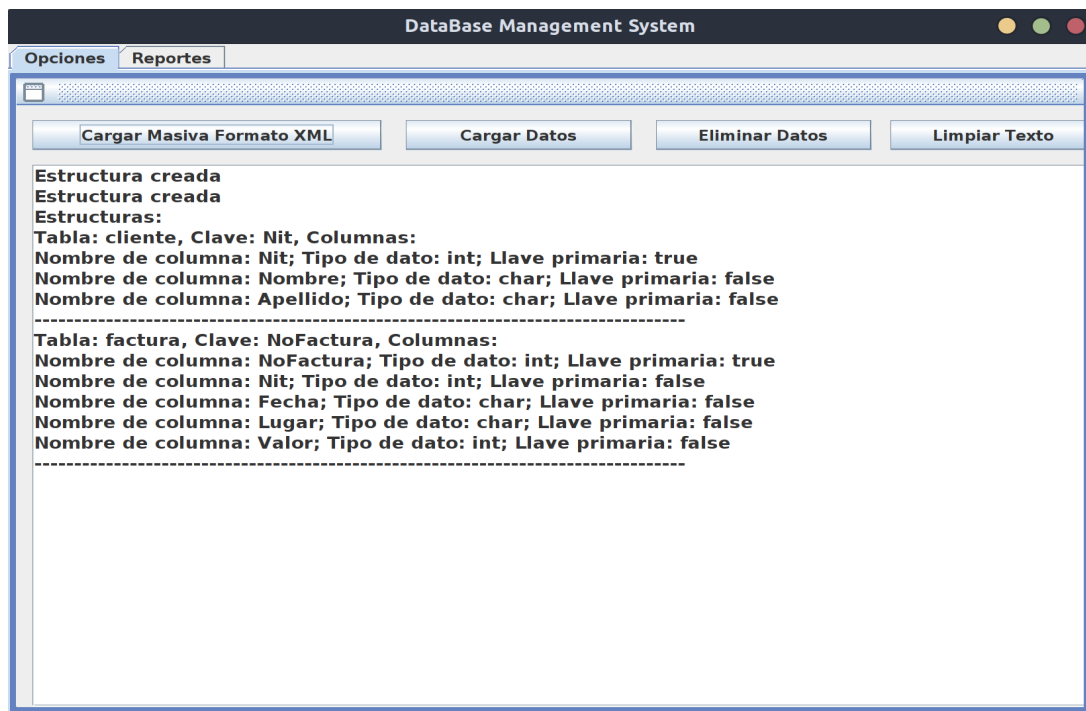 DataBase Management System
Opciones Reportes
Cargar Masiva Formato XML Cargar Datos Eliminar Datos Limpiar Texto
Estructura creada
Estructura creada
Estructuras:
Tabla: cliente, Clave: Nit, Columnas:
Nombre de columna: Nit; Tipo de dato: int; Llave primaria: true
Nombre de columna: Nombre; Tipo de dato: char; Llave primaria: false
Nombre de columna: Apellido; Tipo de dato: char; Llave primaria: false
--------------------------------------------------------------------------------
Tabla: factura, Clave: NoFactura, Columnas:
Nombre de columna: NoFactura; Tipo de dato: int; Llave primaria: true
Nombre de columna: Nit; Tipo de dato: int; Llave primaria: false
Nombre de columna: Fecha; Tipo de dato: char; Llave primaria: false
Nombre de columna: Lugar; Tipo de dato: char; Llave primaria: false
Nombre de columna: Valor; Tipo de dato: int; Llave primaria: false
--------------------------------------------------------------------------------